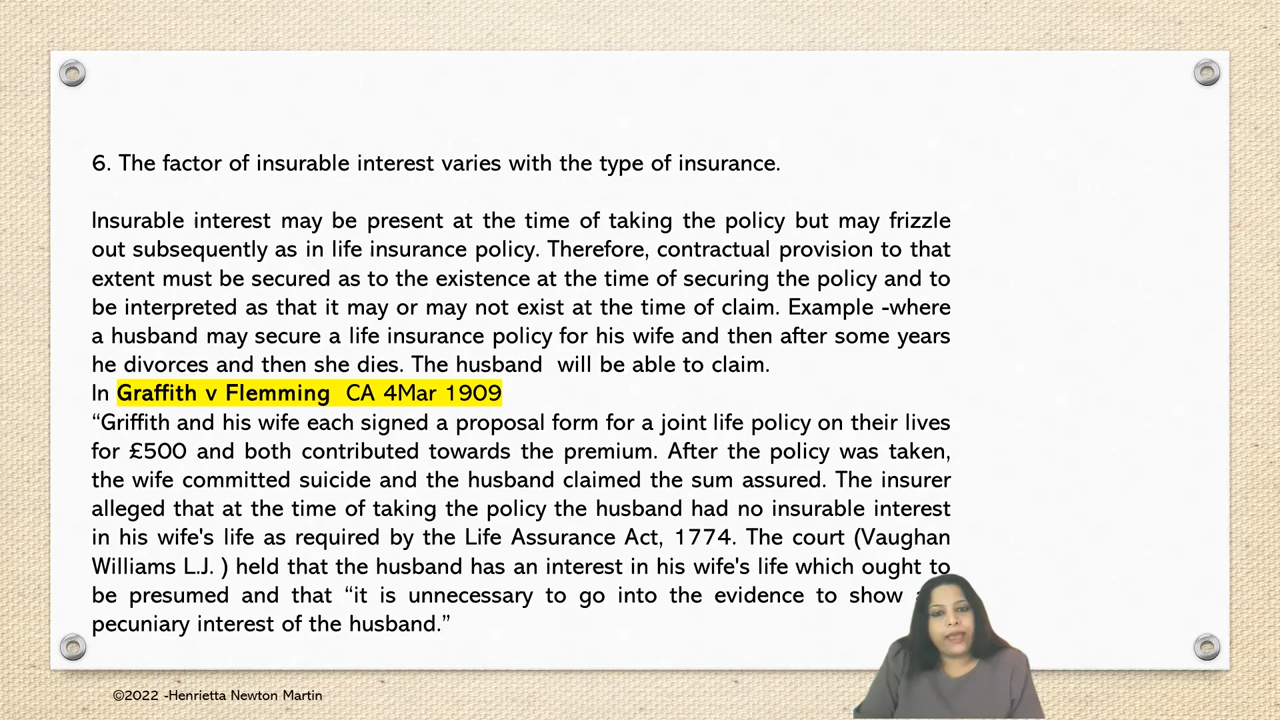 6. The factor of insurable interest varies with the type of insurance.
Insurable interest may be present at the time of taking the policy but may frizzle
out subsequently as in life insurance policy. Therefore, contractual provision to that
extent must be secured as to the existence at the time of securing the policy and to
be interpreted as that it may or may not exist at the time of claim. Example -where
a husband may secure a life insurance policy for his wife and then after some years
he divorces and then she dies. The husband will be able to claim.
In Graffith v Flemming CA 4Mar 1909
“Griffith and his wife each signed a proposal form for a joint life policy on their lives
for £500 and both contributed towards the premium. After the policy was taken,
the wife committed suicide and the husband claimed the sum assured. The insurer
alleged that at the time of taking the policy the husband had no insurable interest
in his wife's life as required by the Life Assurance Act, 1774. The court (Vaughan
Williams L.J. ) held that the husband has an interest in his wife's life which ought to
be presumed and that “it is unnecessary to go into the evidence to show
pecuniary interest of the husband.”
©2022 -Henrietta Newton Martin